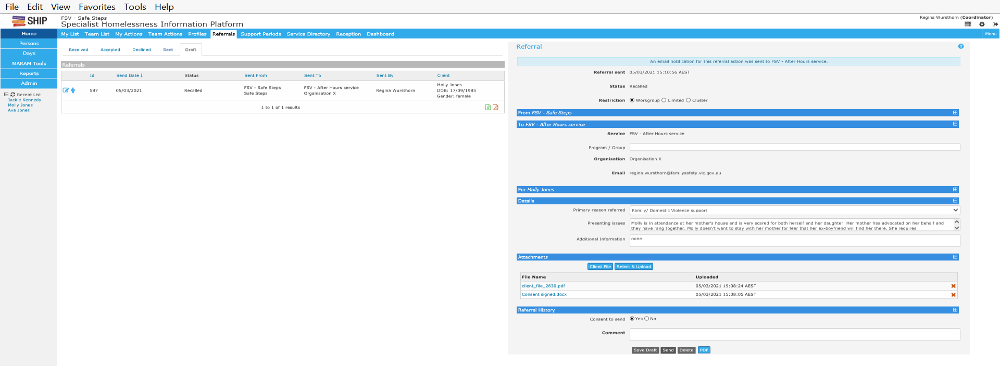 File Edit View Favorites Tools Help
SHIP
FSV - Safe Steps
Specialist Homelessness Information Platform
Regina Wursthorn (Coordinator)
Home
My List Team List My Actions Team Actions Profiles Referrals Support Periods Service Directory Reception Dashboard
Menu
Persons
Days
MARAM Tools
Reports
Admin
Recent List
Jackie Kennedy
Molly Jones
Ava Jones
Received Accepted Declined Sent Draft
Referrals
Id Send Date ↓ Status Sent From Sent To Sent By Client
587 05/03/2021 Recalled FSV - Safe Steps Safe Steps FSV - After Hours service Organisation X Regina Wursthorn Molly Jones
DOB: 17/09/1985
Gender: female
1 to 1 of 1 results
Referral
An email notification for this referral action was sent to FSV - After Hours service.
Referral sent 05/03/2021 15:10:56 AEST
Status Recalled
Restriction Workgroup Limited Cluster
From FSV - Safe Steps
To FSV - After Hours service
Service FSV - After Hours service
Program / Group
Organisation Organisation X
Email regina.wursthorn@familysafety.vic.gov.au
For Molly Jones
Details
Primary reason referred Family/ Domestic Violence support
Presenting issues Molly is in attendance at her mother's house and is very scared for both herself and her daughter. Her mother has advocated on her behalf and
they have rang together. Molly doesn't want to stay with her mother for fear that her ex-boyfriend will find her there. She requires
Additional Information none
Attachments
Client File Select & Upload
File Name Uploaded
client_file_2630.pdf 05/03/2021 15:08:24 AEST
Consent signed.docx 05/03/2021 15:08:05 AEST
Referral History
Consent to send Yes No
Comment
Save Draft Send Delete PDF